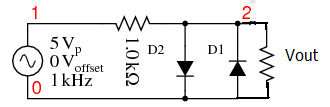 1
2
5 Vp
0 Voffset
1 kHz
1.0kΩ
D2
D1
Vout
0